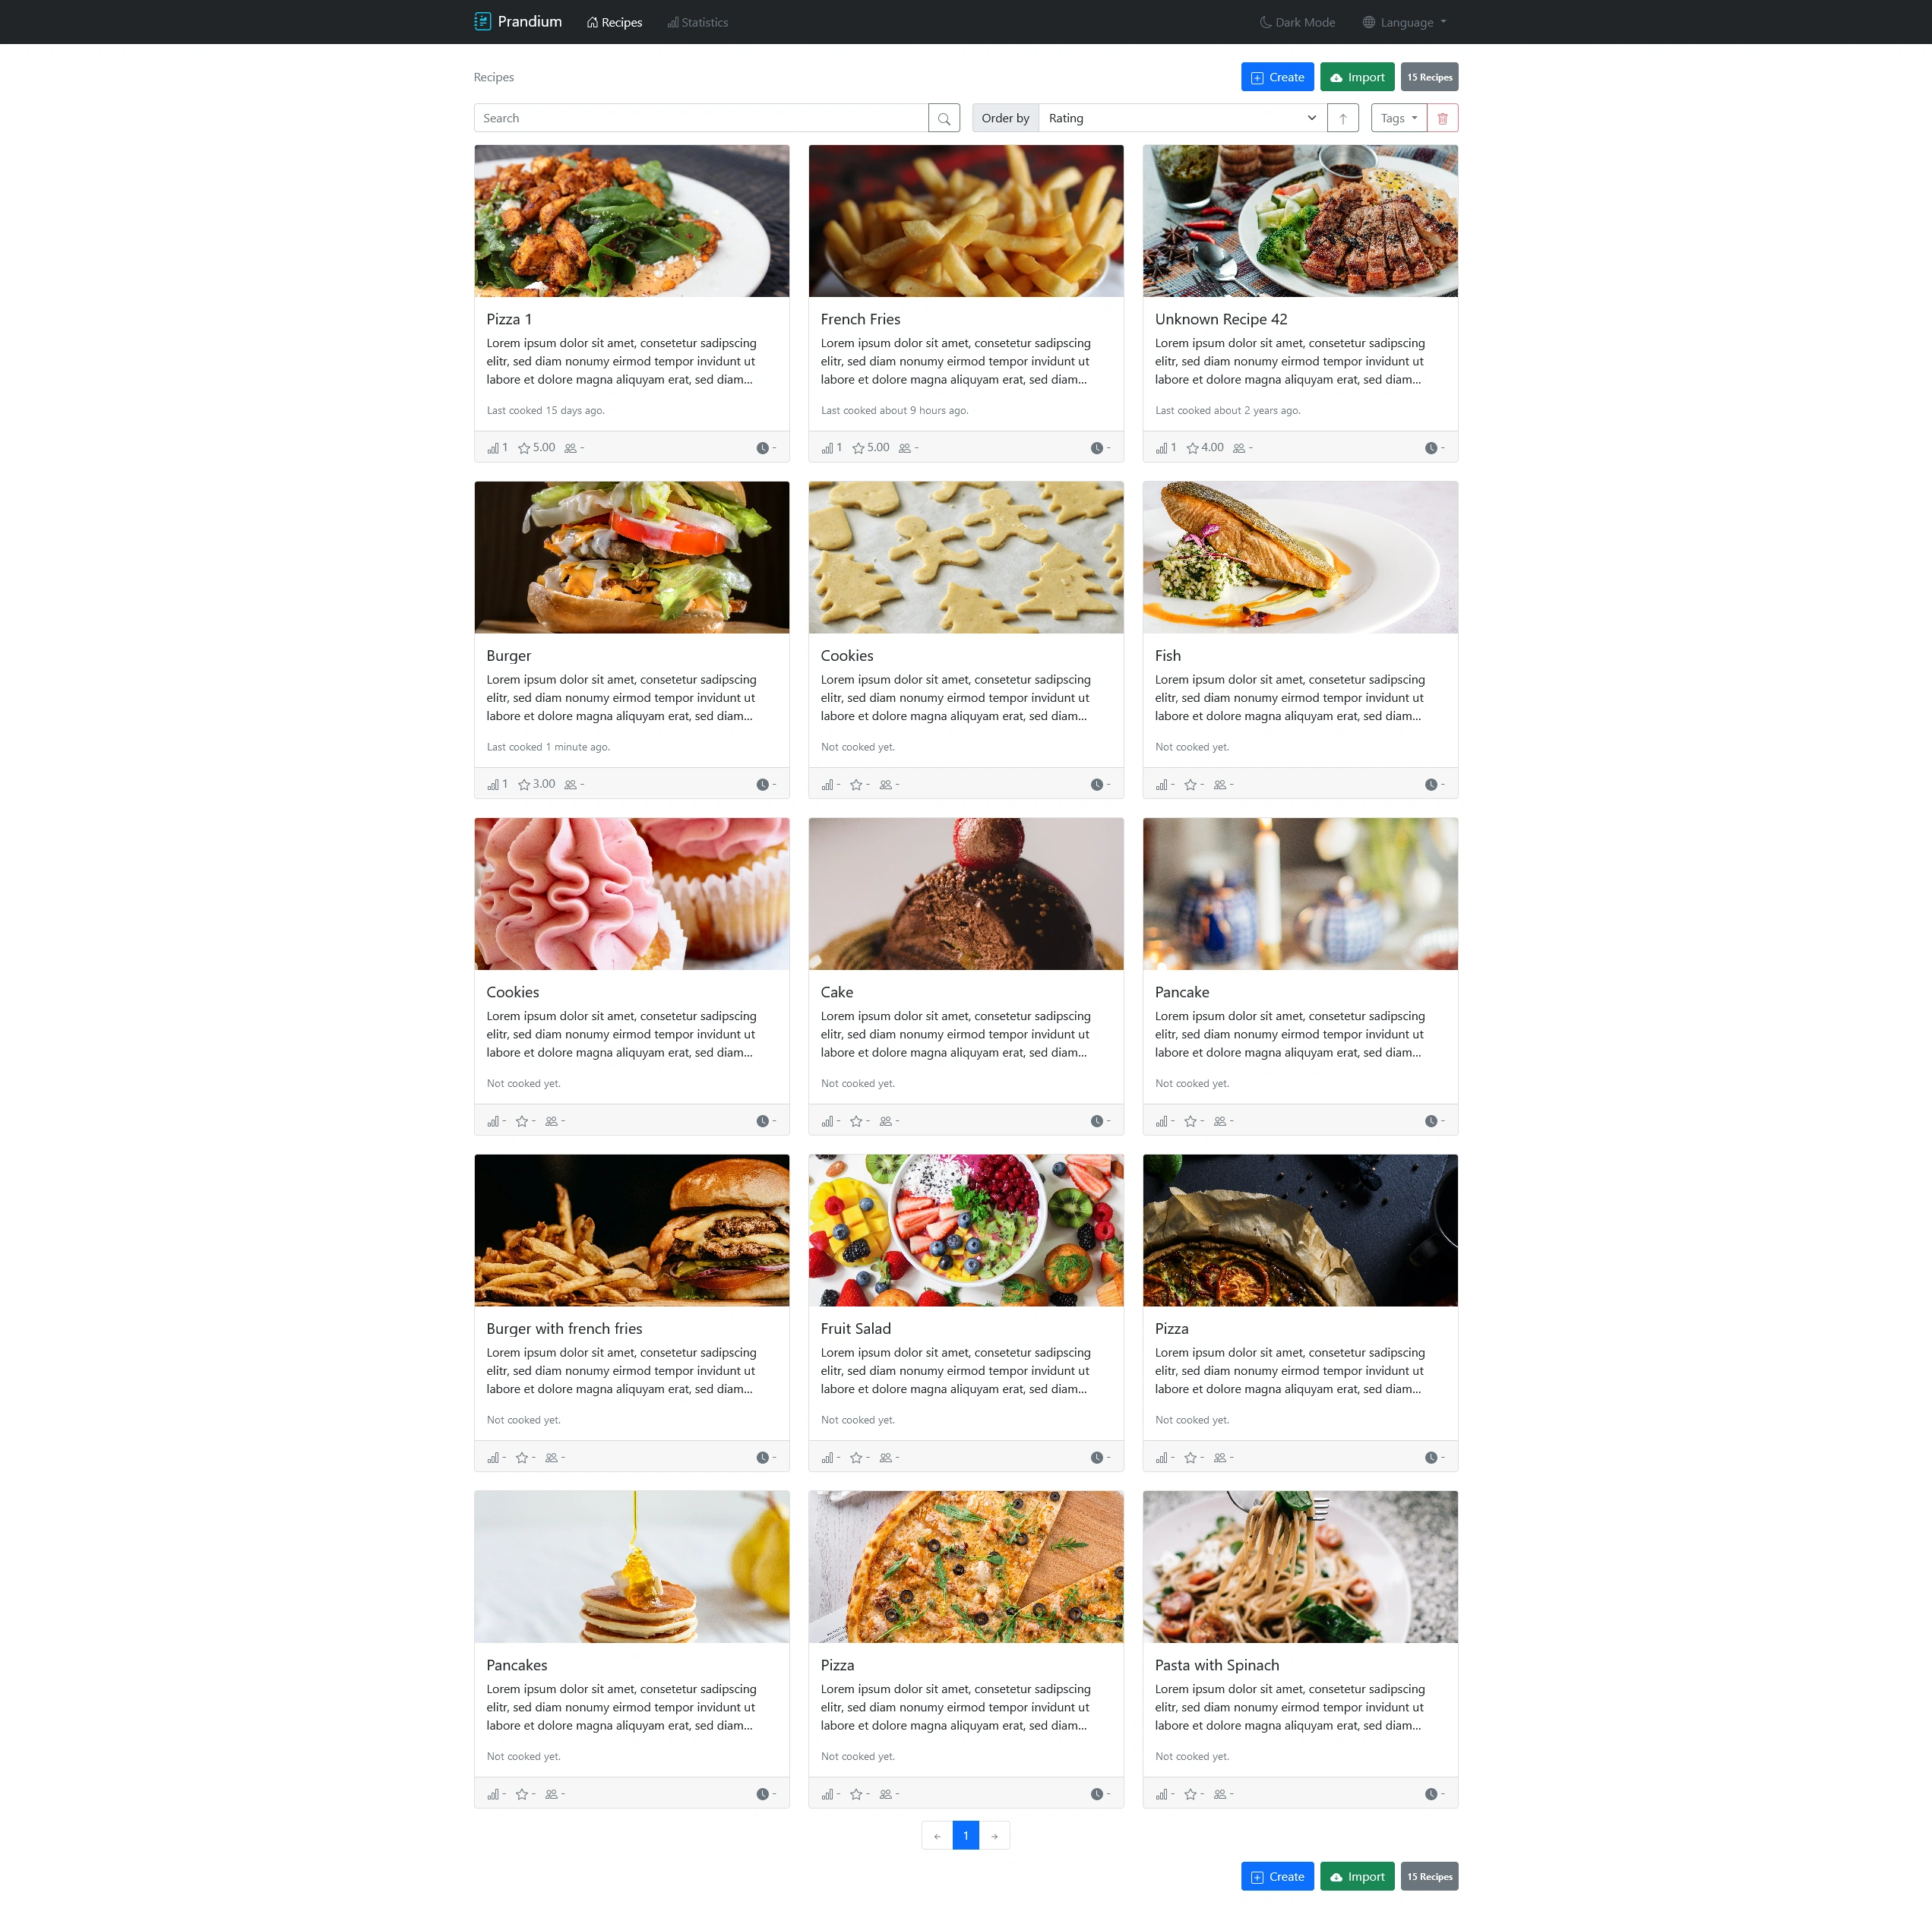 Prandium Recipes Statistics Dark Mode Language
Recipes Create Import 15 Recipes
Search Order by Rating ↑ Tags
Pizza 1
Lorem ipsum dolor sit amet, consetetur sadipscing
elitr, sed diam nonumy eirmod tempor invidunt ut
labore et dolore magna aliquyam erat, sed diam...
Last cooked 15 days ago.
1 5.00 - -
French Fries
Lorem ipsum dolor sit amet, consetetur sadipscing
elitr, sed diam nonumy eirmod tempor invidunt ut
labore et dolore magna aliquyam erat, sed diam...
Last cooked about 9 hours ago.
1 5.00 - -
Unknown Recipe 42
Lorem ipsum dolor sit amet, consetetur sadipscing
elitr, sed diam nonumy eirmod tempor invidunt ut
labore et dolore magna aliquyam erat, sed diam...
Last cooked about 2 years ago.
1 4.00 - -
Burger
Lorem ipsum dolor sit amet, consetetur sadipscing
elitr, sed diam nonumy eirmod tempor invidunt ut
labore et dolore magna aliquyam erat, sed diam...
Last cooked 1 minute ago.
1 3.00 - -
Cookies
Lorem ipsum dolor sit amet, consetetur sadipscing
elitr, sed diam nonumy eirmod tempor invidunt ut
labore et dolore magna aliquyam erat, sed diam...
Not cooked yet.
- - - -
Fish
Lorem ipsum dolor sit amet, consetetur sadipscing
elitr, sed diam nonumy eirmod tempor invidunt ut
labore et dolore magna aliquyam erat, sed diam...
Not cooked yet.
- - - -
Cookies
Lorem ipsum dolor sit amet, consetetur sadipscing
elitr, sed diam nonumy eirmod tempor invidunt ut
labore et dolore magna aliquyam erat, sed diam...
Not cooked yet.
- - - -
Cake
Lorem ipsum dolor sit amet, consetetur sadipscing
elitr, sed diam nonumy eirmod tempor invidunt ut
labore et dolore magna aliquyam erat, sed diam...
Not cooked yet.
- - - -
Pancake
Lorem ipsum dolor sit amet, consetetur sadipscing
elitr, sed diam nonumy eirmod tempor invidunt ut
labore et dolore magna aliquyam erat, sed diam...
Not cooked yet.
- - - -
Burger with french fries
Lorem ipsum dolor sit amet, consetetur sadipscing
elitr, sed diam nonumy eirmod tempor invidunt ut
labore et dolore magna aliquyam erat, sed diam...
Not cooked yet.
- - - -
Fruit Salad
Lorem ipsum dolor sit amet, consetetur sadipscing
elitr, sed diam nonumy eirmod tempor invidunt ut
labore et dolore magna aliquyam erat, sed diam...
Not cooked yet.
- - - -
Pizza
Lorem ipsum dolor sit amet, consetetur sadipscing
elitr, sed diam nonumy eirmod tempor invidunt ut
labore et dolore magna aliquyam erat, sed diam...
Not cooked yet.
- - - -
Pancakes
Lorem ipsum dolor sit amet, consetetur sadipscing
elitr, sed diam nonumy eirmod tempor invidunt ut
labore et dolore magna aliquyam erat, sed diam...
Not cooked yet.
- - - -
Pizza
Lorem ipsum dolor sit amet, consetetur sadipscing
elitr, sed diam nonumy eirmod tempor invidunt ut
labore et dolore magna aliquyam erat, sed diam...
Not cooked yet.
- - - -
Pasta with Spinach
Lorem ipsum dolor sit amet, consetetur sadipscing
elitr, sed diam nonumy eirmod tempor invidunt ut
labore et dolore magna aliquyam erat, sed diam...
Not cooked yet.
- - - -
← 1 →
Create Import 15 Recipes